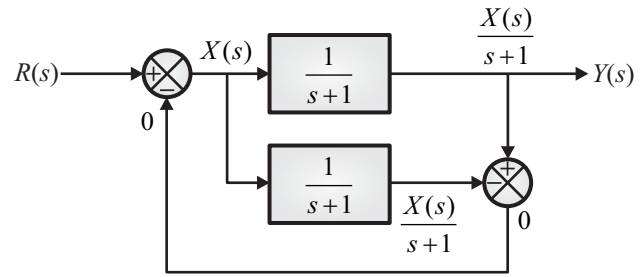 X(s)
X(s)/(s+1)
R(s)
+
−
1/(s+1)
Y(s)
0
1/(s+1)
+
−
X(s)/(s+1)
0